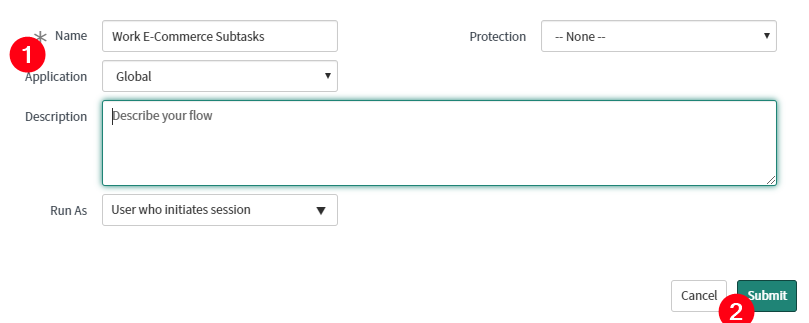 Name Work E-Commerce Subtasks Protection -- None --
1
Application Global
Description Describe your flow
Run As User who initiates session
Cancel Submit
2